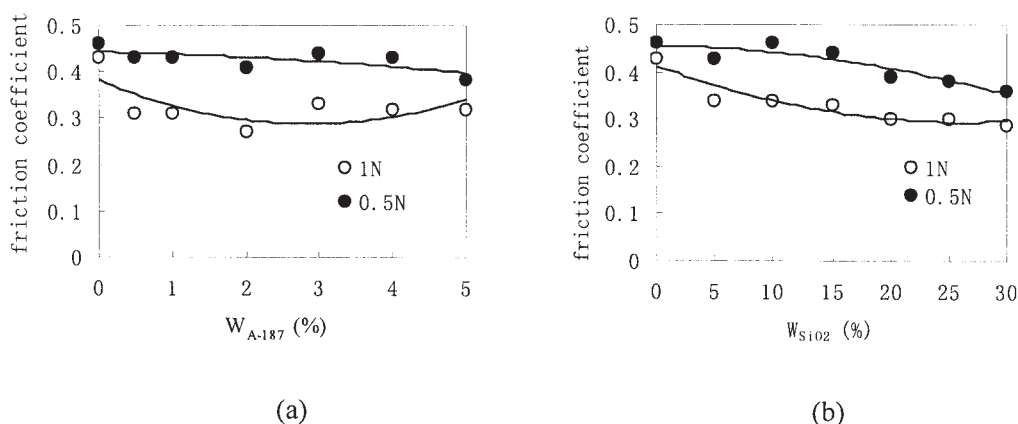 friction coefficient
0.5
0.4
0.3
0.2
0.1
0
1N
0.5N
0 1 2 3 4 5
W_A-187 (%)
(a)
friction coefficient
0.5
0.4
0.3
0.2
0.1
0
1N
0.5N
0 5 10 15 20 25 30
W_SiO2 (%)
(b)